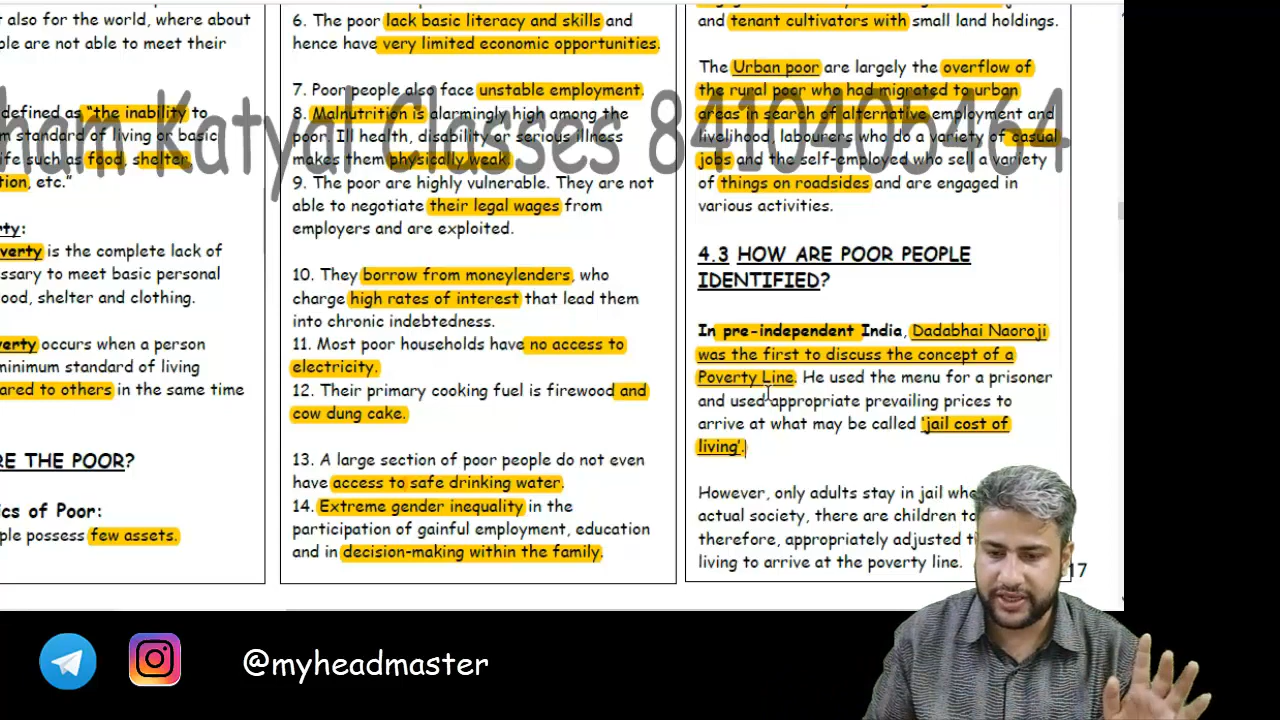 also for the world, where about
ple are not able to meet their
defined as "the inability to
m standard of living or basic
ife such as food, shelter,
tion, etc."
rty:
verty is the complete lack of
ssary to meet basic personal
ood, shelter and clothing.
verty occurs when a person
minimum standard of living
ared to others in the same time
RE THE POOR?
ics of Poor:
ple possess few assets.
6. The poor lack basic literacy and skills and
hence have very limited economic opportunities.
7. Poor people also face unstable employment.
8. Malnutrition is alarmingly high among the
poor. Ill health, disability or serious illness
makes them physically weak.
9. The poor are highly vulnerable. They are not
able to negotiate their legal wages from
employers and are exploited.
10. They borrow from moneylenders, who
charge high rates of interest that lead them
into chronic indebtedness.
11. Most poor households have no access to
electricity.
12. Their primary cooking fuel is firewood and
cow dung cake.
13. A large section of poor people do not even
have access to safe drinking water.
14. Extreme gender inequality in the
participation of gainful employment, education
and in decision-making within the family.
and tenant cultivators with small land holdings.
The Urban poor are largely the overflow of
the rural poor who had migrated to urban
areas in search of alternative employment and
livelihood, labourers who do a variety of casual
jobs and the self-employed who sell a variety
of things on roadsides and are engaged in
various activities.
4.3 HOW ARE POOR PEOPLE
IDENTIFIED?
In pre-independent India, Dadabhai Naoroji
was the first to discuss the concept of a
Poverty Line. He used the menu for a prisoner
and used appropriate prevailing prices to
arrive at what may be called 'jail cost of
living'.
However, only adults stay in jail whe
actual society, there are children to
therefore, appropriately adjusted th
living to arrive at the poverty line.
17
ham Katyal Classes 8410405464
@myheadmaster